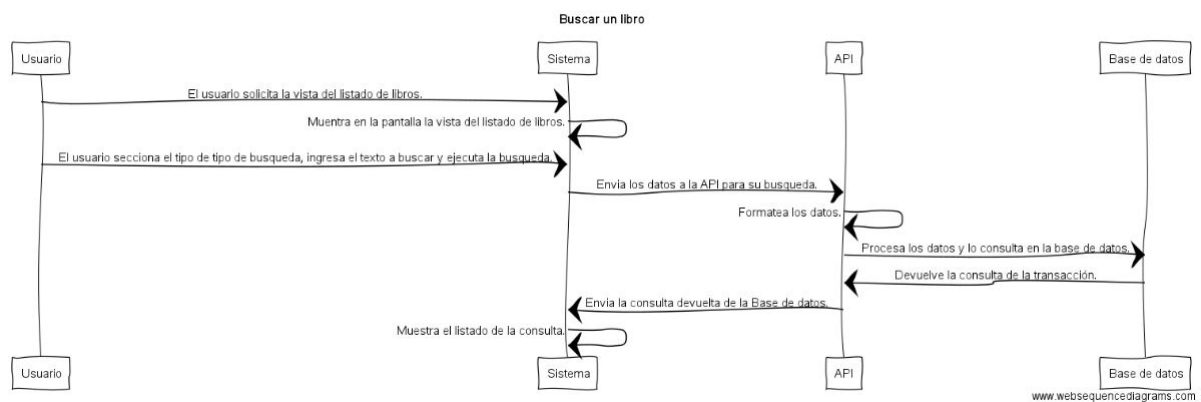 Buscar un libro
Usuario
Sistema
API
Base de datos
El usuario solicita la vista del listado de libros.
Muentra en la pantalla la vista del listado de libros.
El usuario secciona el tipo de tipo de busqueda, ingresa el texto a buscar y ejecuta la busqueda.
Envia los datos a la API para su busqueda.
Formatea los datos.
Procesa los datos y lo consulta en la base de datos.
Devuelve la consulta de la transacción.
Envia la consulta devuelta de la Base de datos.
Muestra el listado de la consulta.
Usuario
Sistema
API
Base de datos
www.websequencediagrams.com